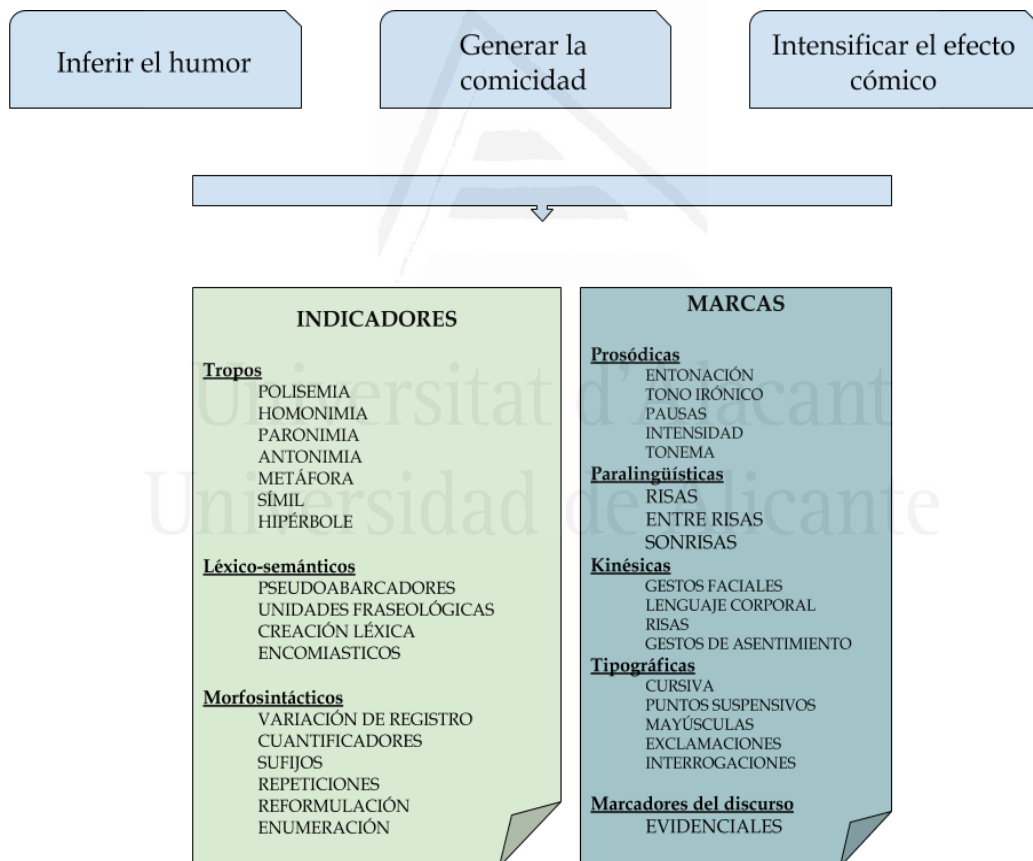 Inferir el humor
Generar la
comicidad
Intensificar el efecto
cómico
INDICADORES
Tropos
POLISEMIA
HOMONIMIA
PARONIMIA
ANTONIMIA
METÁFORA
SÍMIL
HIPÉRBOLE
Léxico-semánticos
PSEUDOABARCADORES
UNIDADES FRASEOLÓGICAS
CREACIÓN LÉXICA
ENCOMIASTICOS
Morfosintácticos
VARIACIÓN DE REGISTRO
CUANTIFICADORES
SUFIJOS
REPETICIONES
REFORMULACIÓN
ENUMERACIÓN
MARCAS
Prosódicas
ENTONACIÓN
TONO IRÓNICO
PAUSAS
INTENSIDAD
TONEMA
Paralingüísticas
RISAS
ENTRE RISAS
SONRISAS
Kinésicas
GESTOS FACIALES
LENGUAJE CORPORAL
RISAS
GESTOS DE ASENTIMIENTO
Tipográficas
CURSIVA
PUNTOS SUSPENSIVOS
MAYÚSCULAS
EXCLAMACIONES
INTERROGACIONES
Marcadores del discurso
EVIDENCIALES
Universitat d'Alacant
Universidad de Alicante